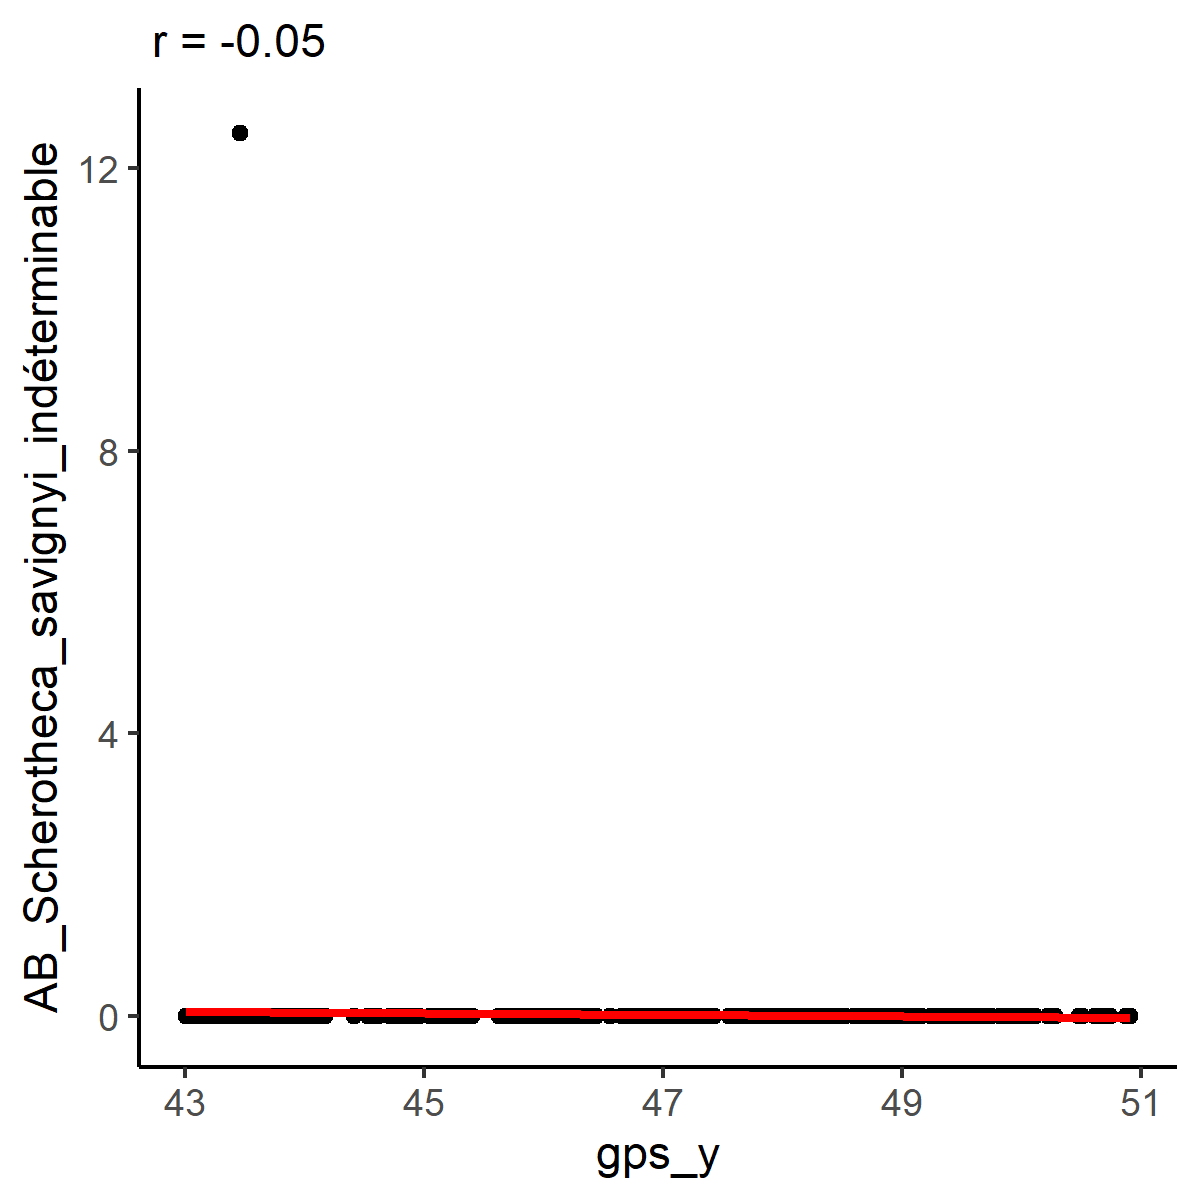 r = -0.05
AB_Scherotheca_savignyi_indéterminable
12
8
4
0
43 45 47 49 51
gps_y